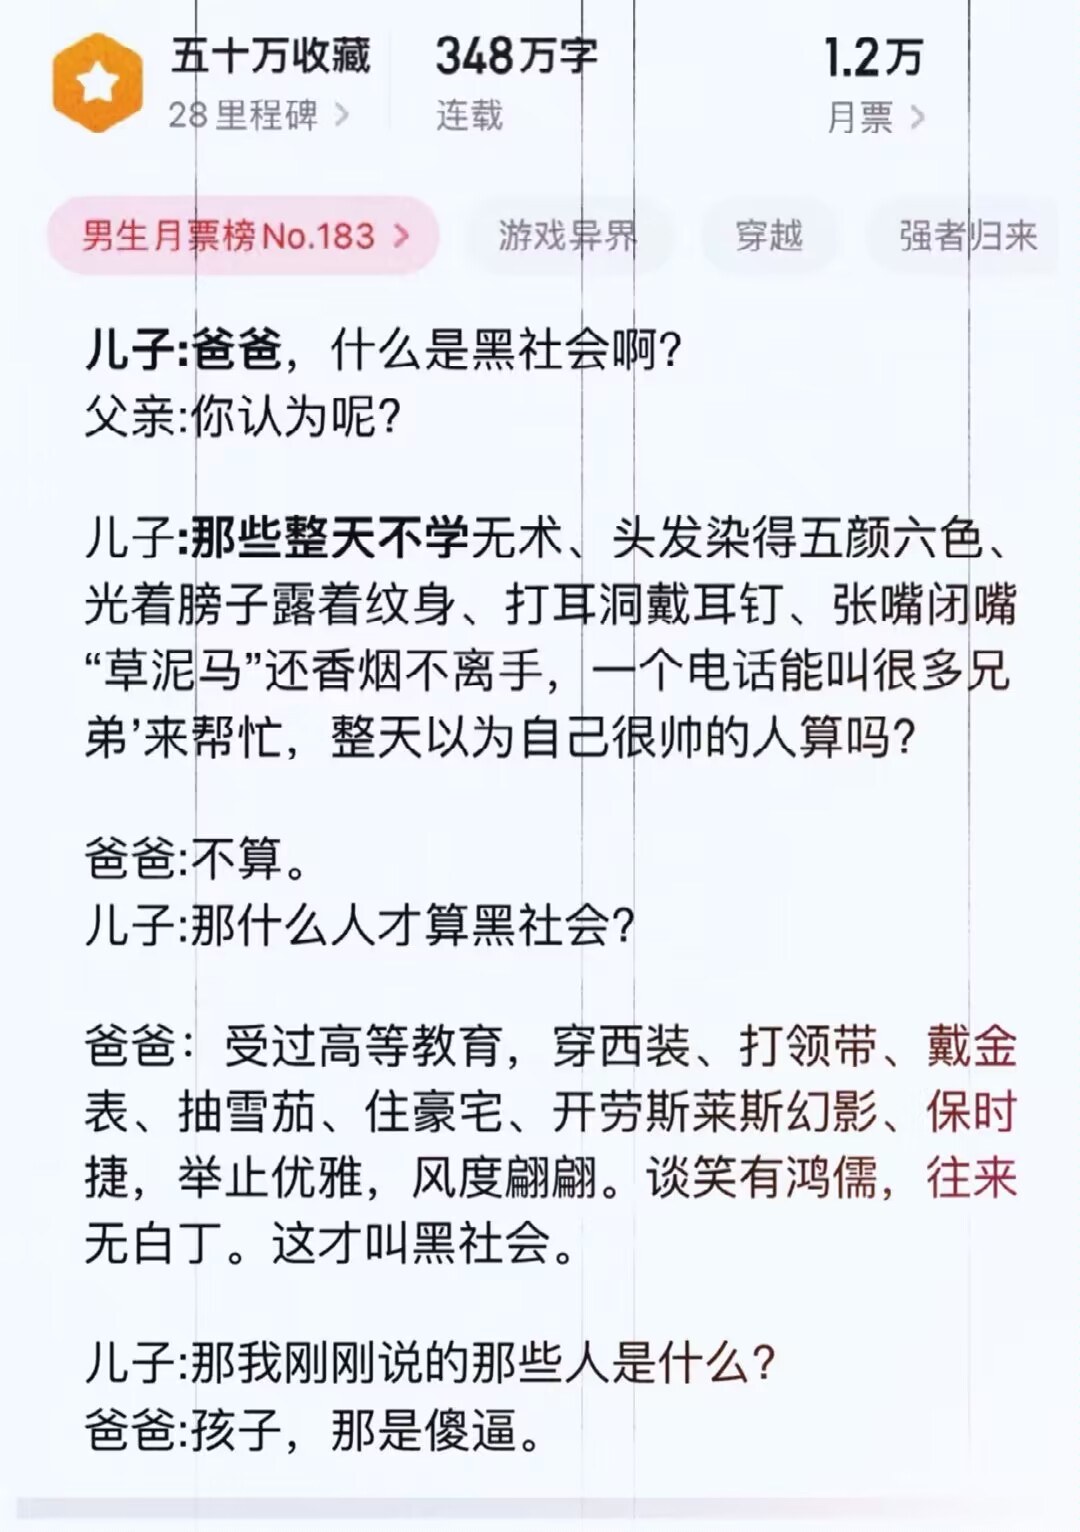 五十万收藏 348万字 1.2万
28里程碑 > 连载 月票 >
男生月票榜No.183 > 游戏异界 穿越 强者归来
儿子:爸爸，什么是黑社会啊?
父亲:你认为呢?
儿子:那些整天不学无术、头发染得五颜六色、
光着膀子露着纹身、打耳洞戴耳钉、张嘴闭嘴
“草泥马”还香烟不离手，一个电话能叫很多兄
弟’来帮忙，整天以为自己很帅的人算吗?
爸爸:不算。
儿子:那什么人才算黑社会?
爸爸：受过高等教育，穿西装、打领带、戴金
表、抽雪茄、住豪宅、开劳斯莱斯幻影、保时
捷，举止优雅，风度翩翩。谈笑有鸿儒，往来
无白丁。这才叫黑社会。
儿子:那我刚刚说的那些人是什么?
爸爸:孩子，那是傻逼。